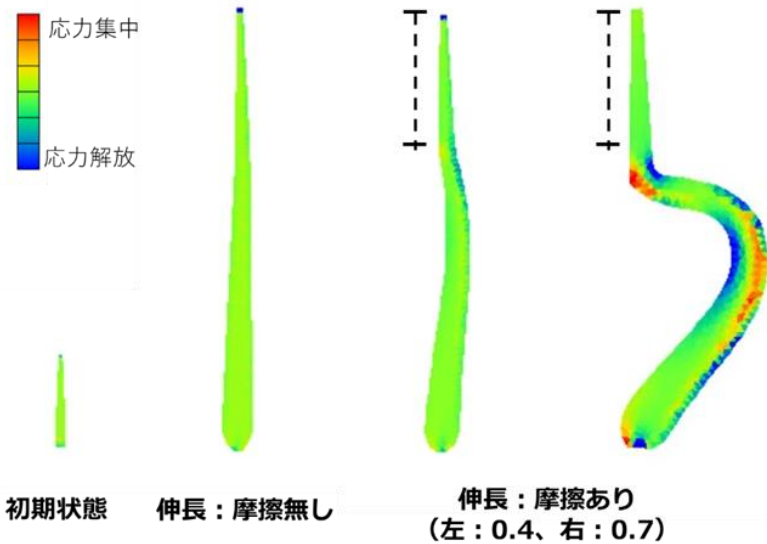 応力集中
応力解放
初期状態
伸長：摩擦無し
伸長：摩擦あり
（左：0.4、右：0.7）